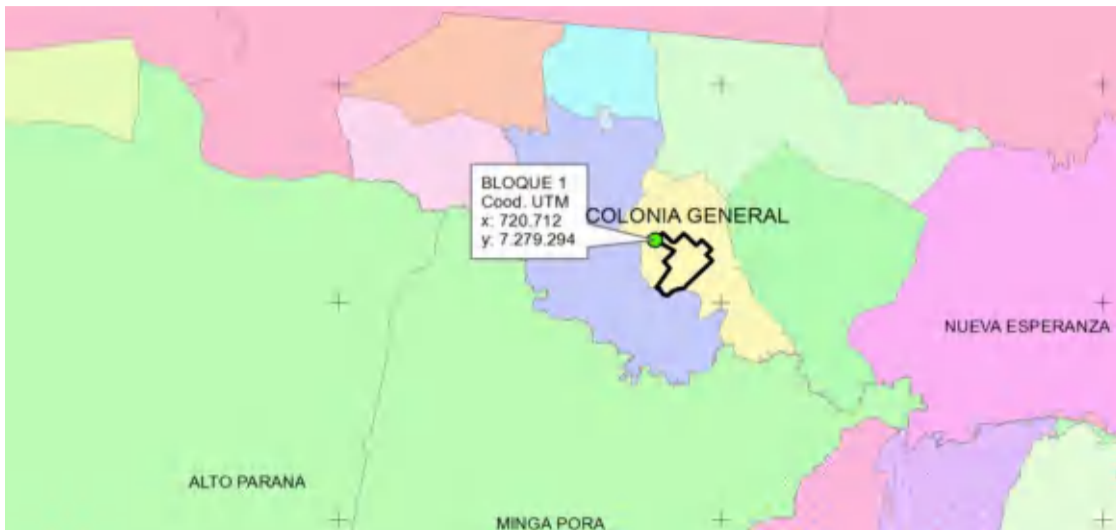 BLOQUE 1
Cood. UTM
x: 720.712
y: 7.279.294
COLONIA GENERAL
NUEVA ESPERANZA
ALTO PARANA
MINGA PORA